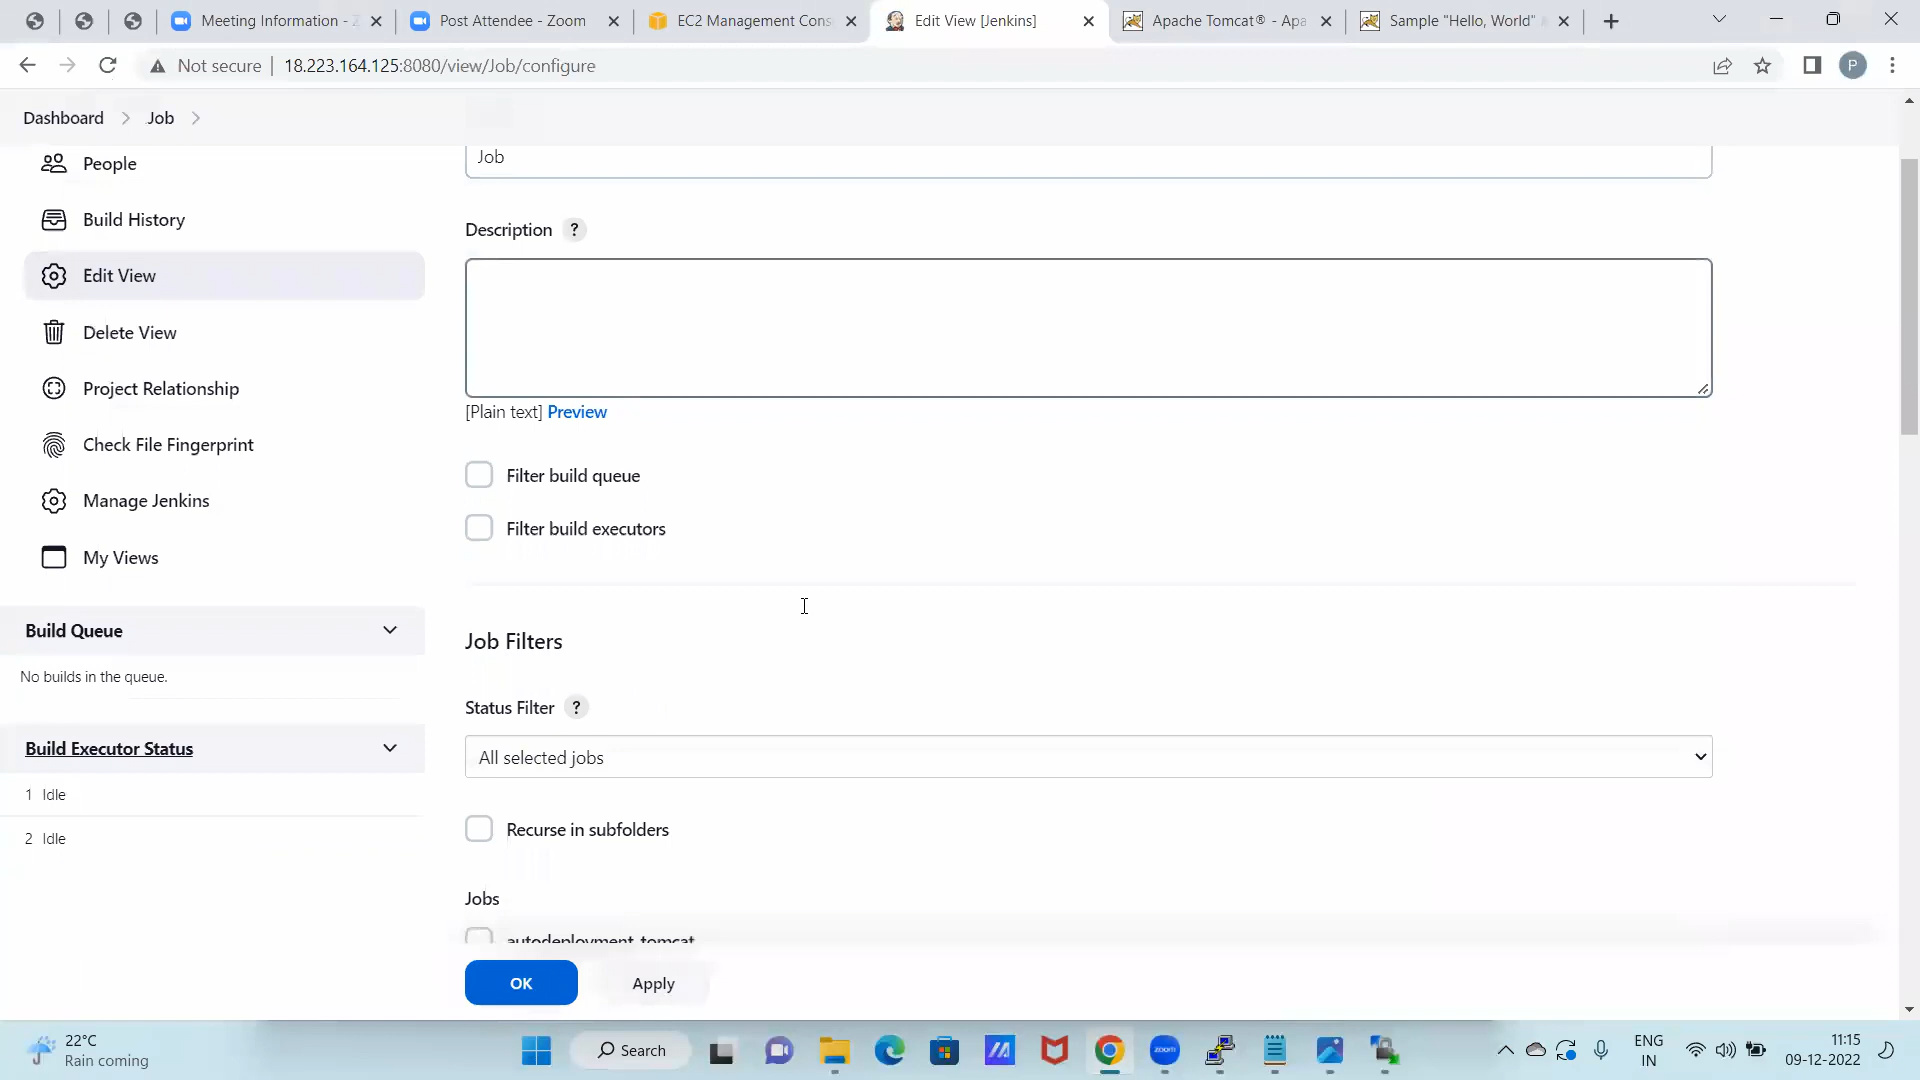 Meeting Information - Z
Post Attendee - Zoom
EC2 Management Cons
Edit View [Jenkins]
Apache Tomcat® - Apa
Sample "Hello, World" A
Not secure | 18.223.164.125:8080/view/Job/configure
P
Dashboard
Job
People
Build History
Edit View
Delete View
Project Relationship
Check File Fingerprint
Manage Jenkins
My Views
Build Queue
No builds in the queue.
Build Executor Status
1 Idle
2 Idle
Job
Description ?
[Plain text] Preview
Filter build queue
Filter build executors
Job Filters
Status Filter ?
All selected jobs
Recurse in subfolders
Jobs
autodeployment tomcat
OK
Apply
22°C
Rain coming
Search
zoom
ENG
IN
11:15
09-12-2022